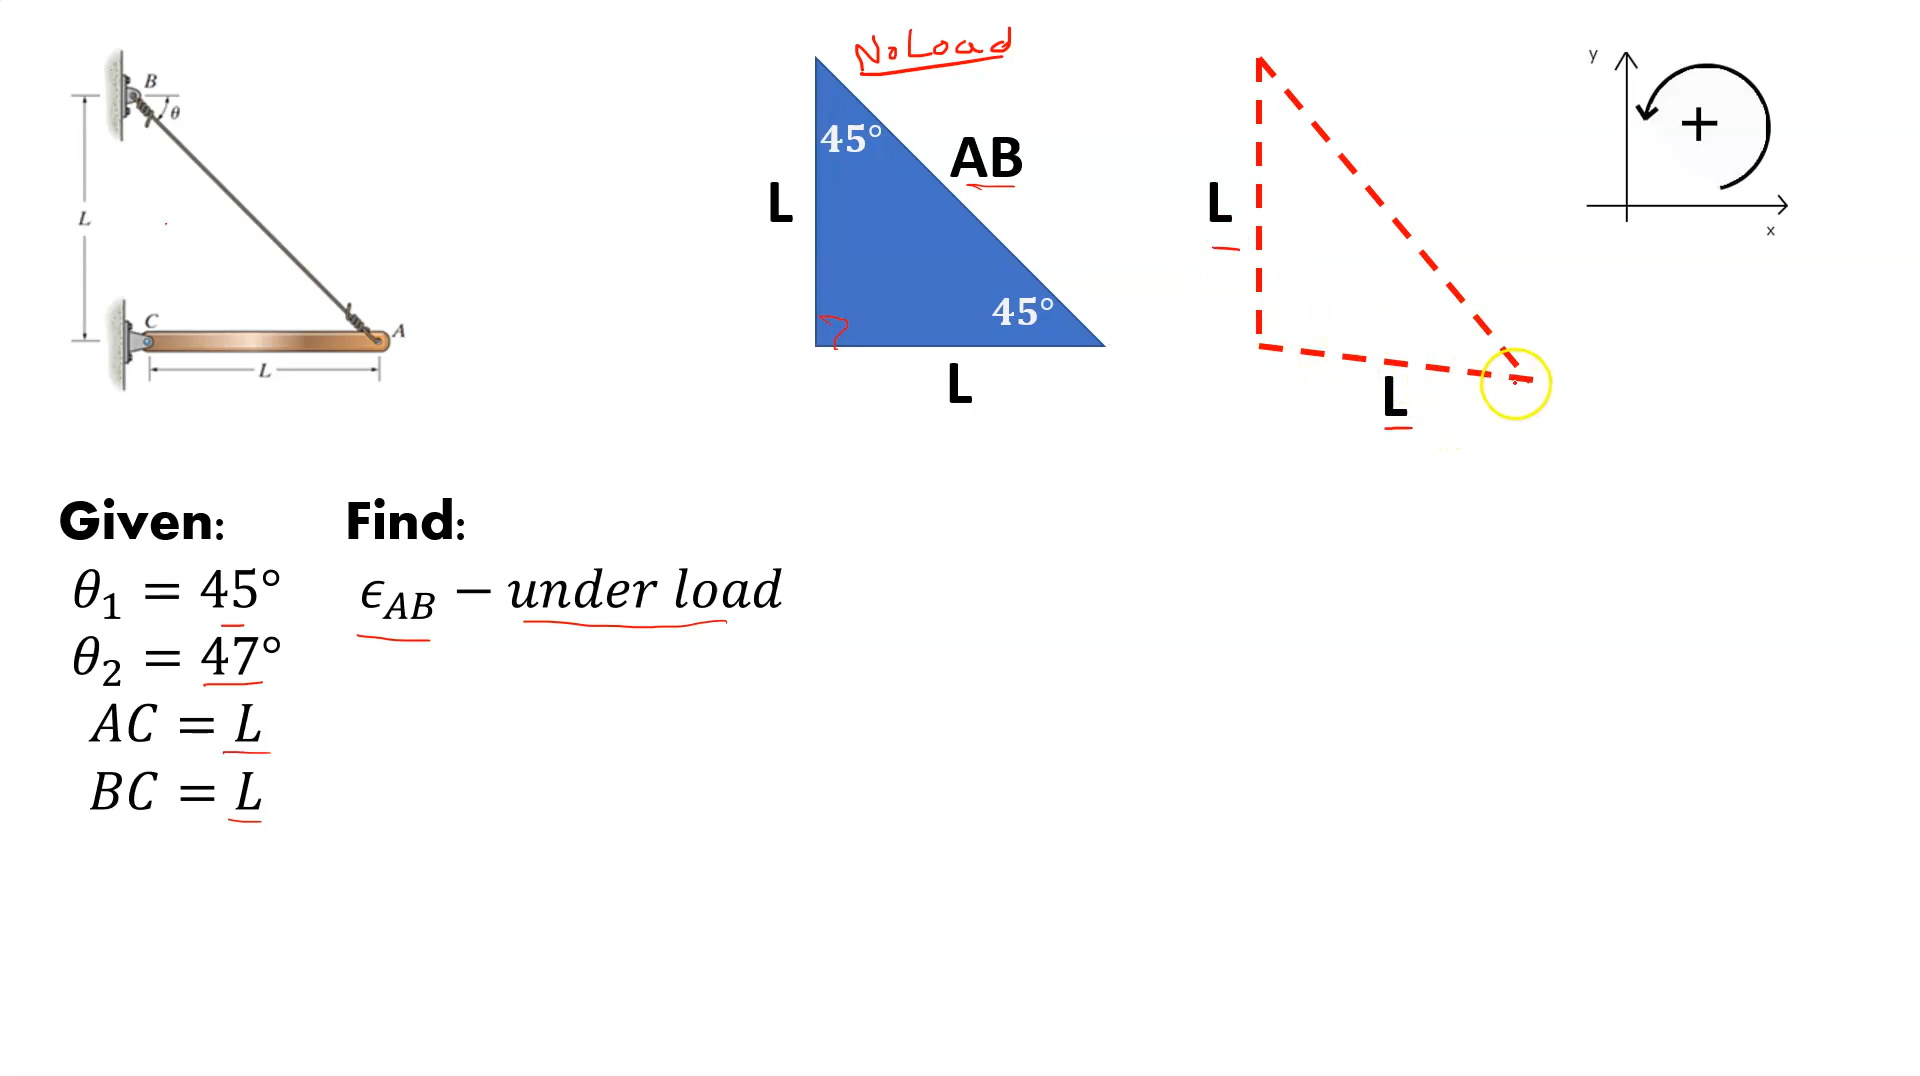 B
θ
L
C
A
L
No Load
45°
AB
L
45°
L
L
L
y
+
x
Given:
θ₁ = 45°
θ₂ = 47°
AC = L
BC = L
Find:
ϵ_AB − under load